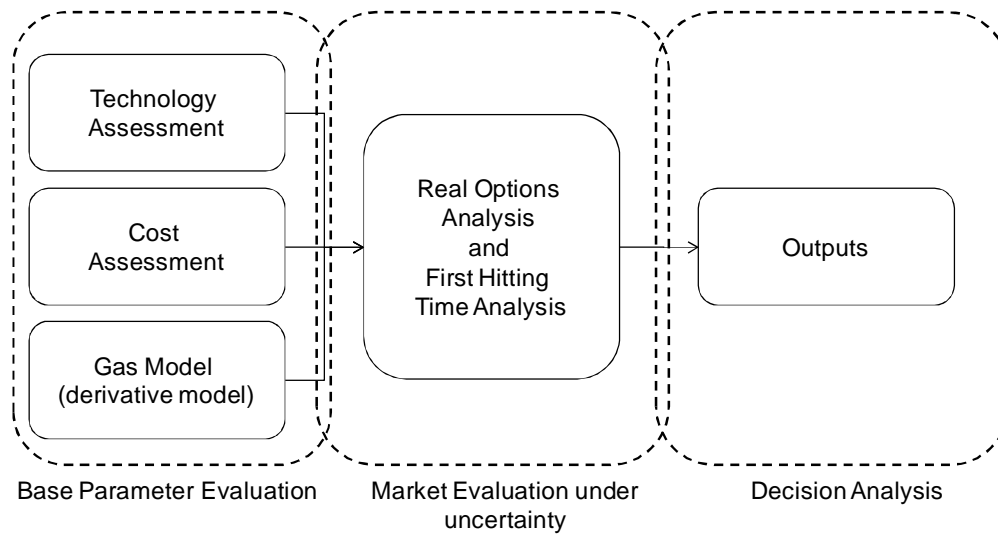 Technology
Assessment
Cost
Assessment
Gas Model
(derivative model)
Real Options
Analysis
and
First Hitting
Time Analysis
Outputs
Base Parameter Evaluation
Market Evaluation under
uncertainty
Decision Analysis